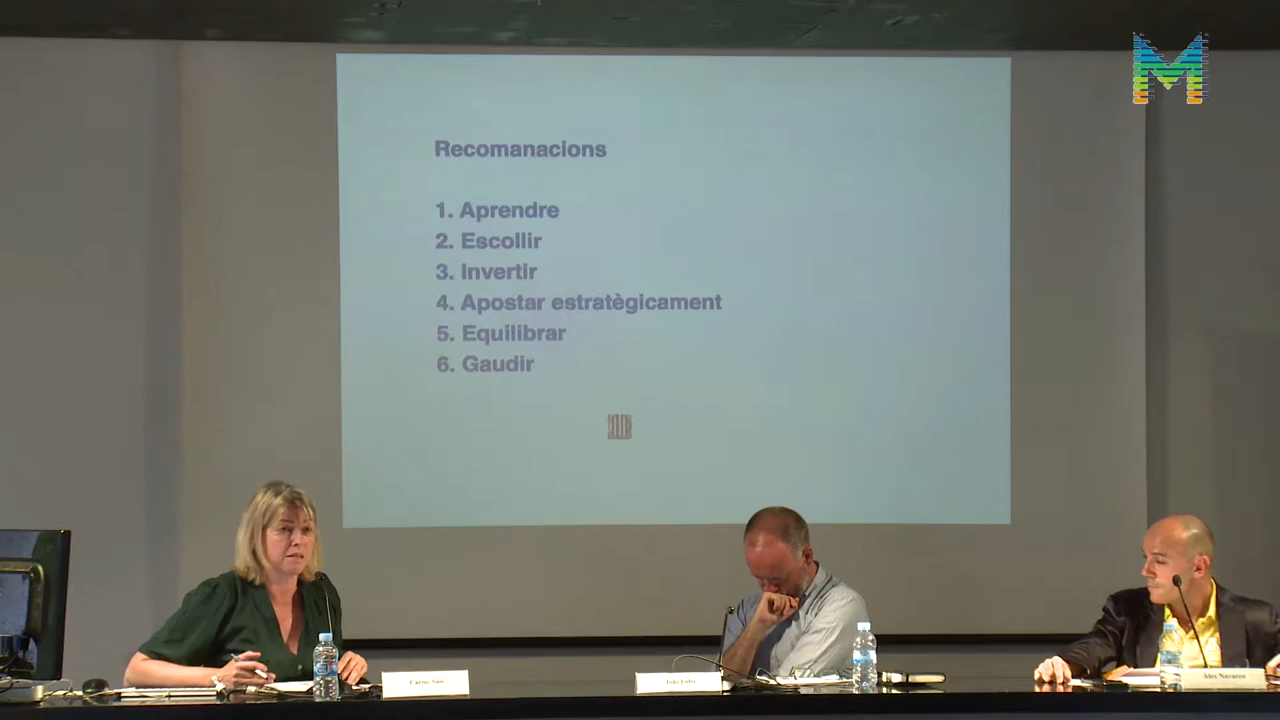 Recomanacions
1. Aprendre
2. Escollir
3. Invertir
4. Apostar estratègicament
5. Equilibrar
6. Gaudir
M
Alex Navarro